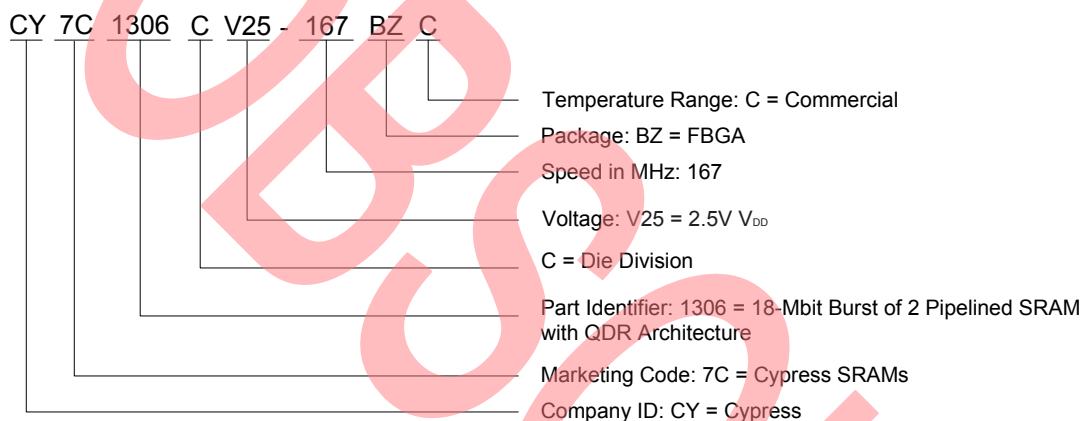 CY 7C 1306 C V25 - 167 BZ C
Temperature Range: C = Commercial
Package: BZ = FBGA
Speed in MHz: 167
Voltage: V25 = 2.5V VDD
C = Die Division
Part Identifier: 1306 = 18-Mbit Burst of 2 Pipelined SRAM
with QDR Architecture
Marketing Code: 7C = Cypress SRAMs
Company ID: CY = Cypress